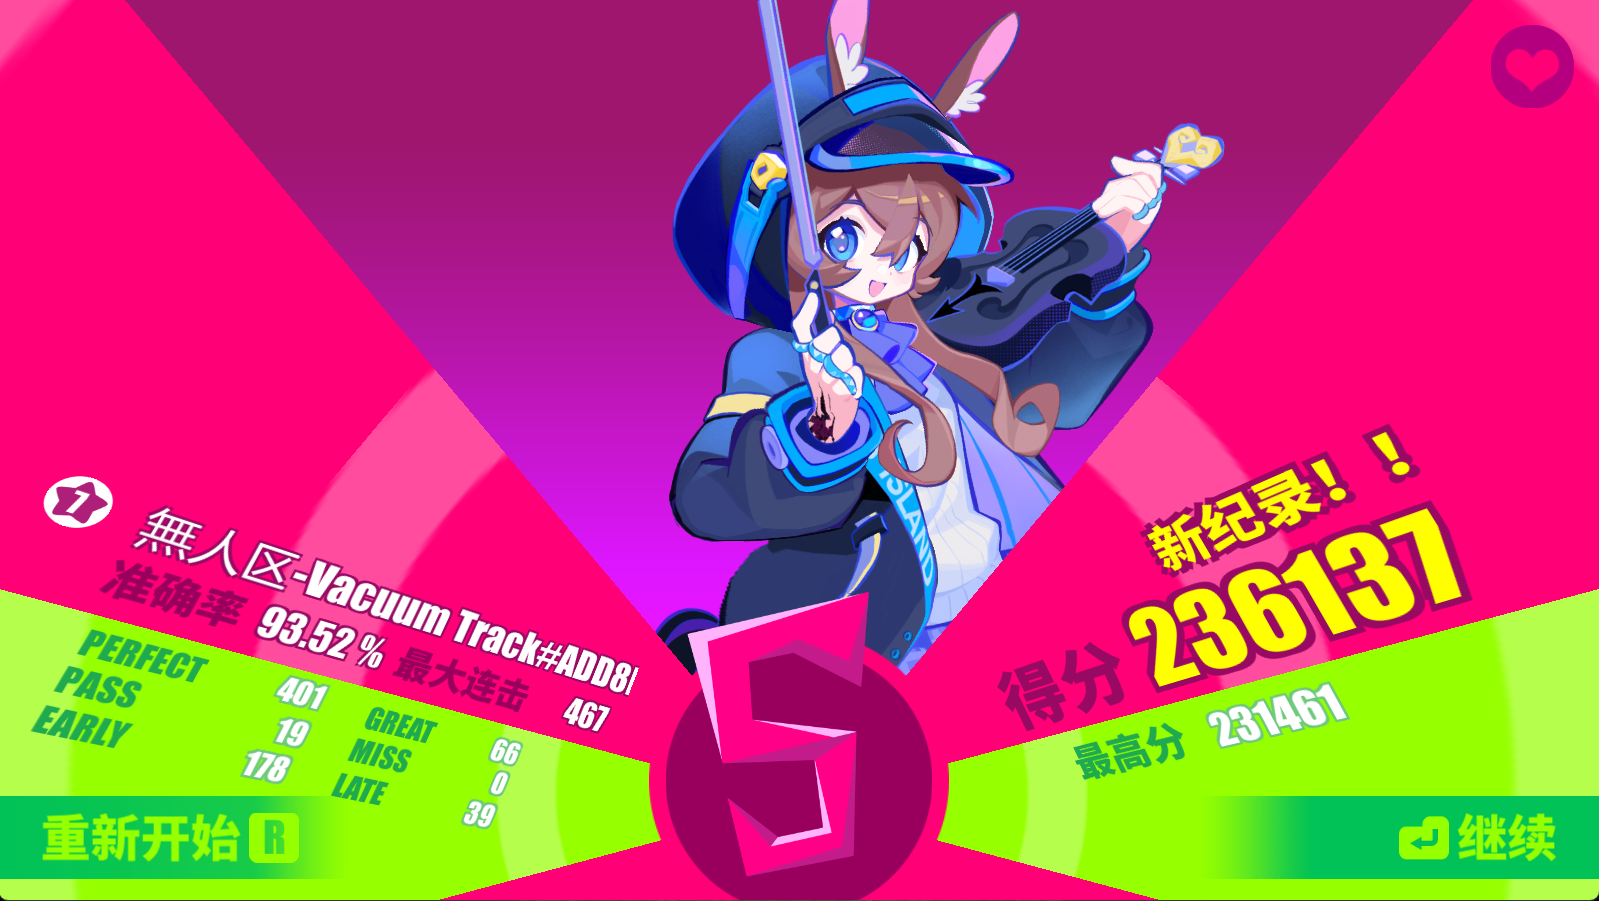 7
無人区-Vacuum Track#ADD8
准确率 93.52 % 最大连击 467
PERFECT 401 GREAT 66
PASS 19 MISS 0
EARLY 178 LATE 39
重新开始 R
ISLAND
S
新纪录！！
得分 236137
最高分 231461
继续